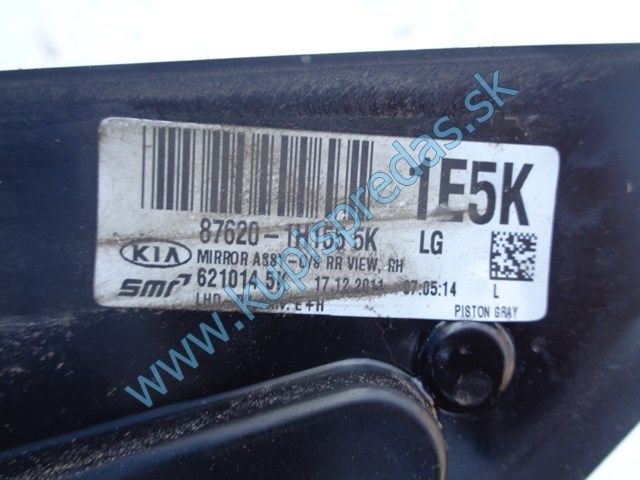 1E5K
87620-1H155 5K LG
KIA MIRROR ASSY-O/S RR VIEW, RH
smr 621014 5K 17.12.2011 07:05:14 L
LHD E+H PISTON GRAY
www.kupispredas.sk